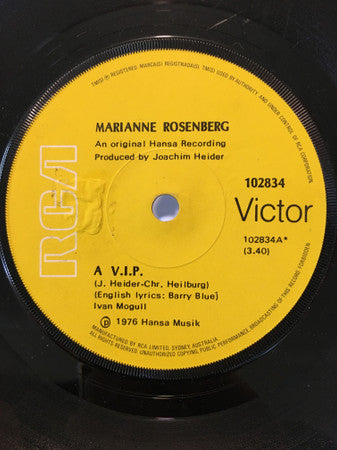 TMK(S) ® REGISTERED. MARCA(S) REGISTRADA(S). TMK(S) USED BY AUTHORITY AND UNDER CONTROL OF RCA CORPORATION.
MARIANNE ROSENBERG
An original Hansa Recording
Produced by Joachim Heider
RCA
102834
Victor
102834A*
(3.40)
A V.I.P.
(J. Heider-Chr. Heilburg)
(English lyrics: Barry Blue)
Ivan Mogull
℗ 1976 Hansa Musik
MANUFACTURED BY RCA LIMITED, SYDNEY, AUSTRALIA.
ALL RIGHTS RESERVED. UNAUTHORIZED COPYING, PUBLIC PERFORMANCE, BROADCASTING OF THIS RECORD FORBIDDEN